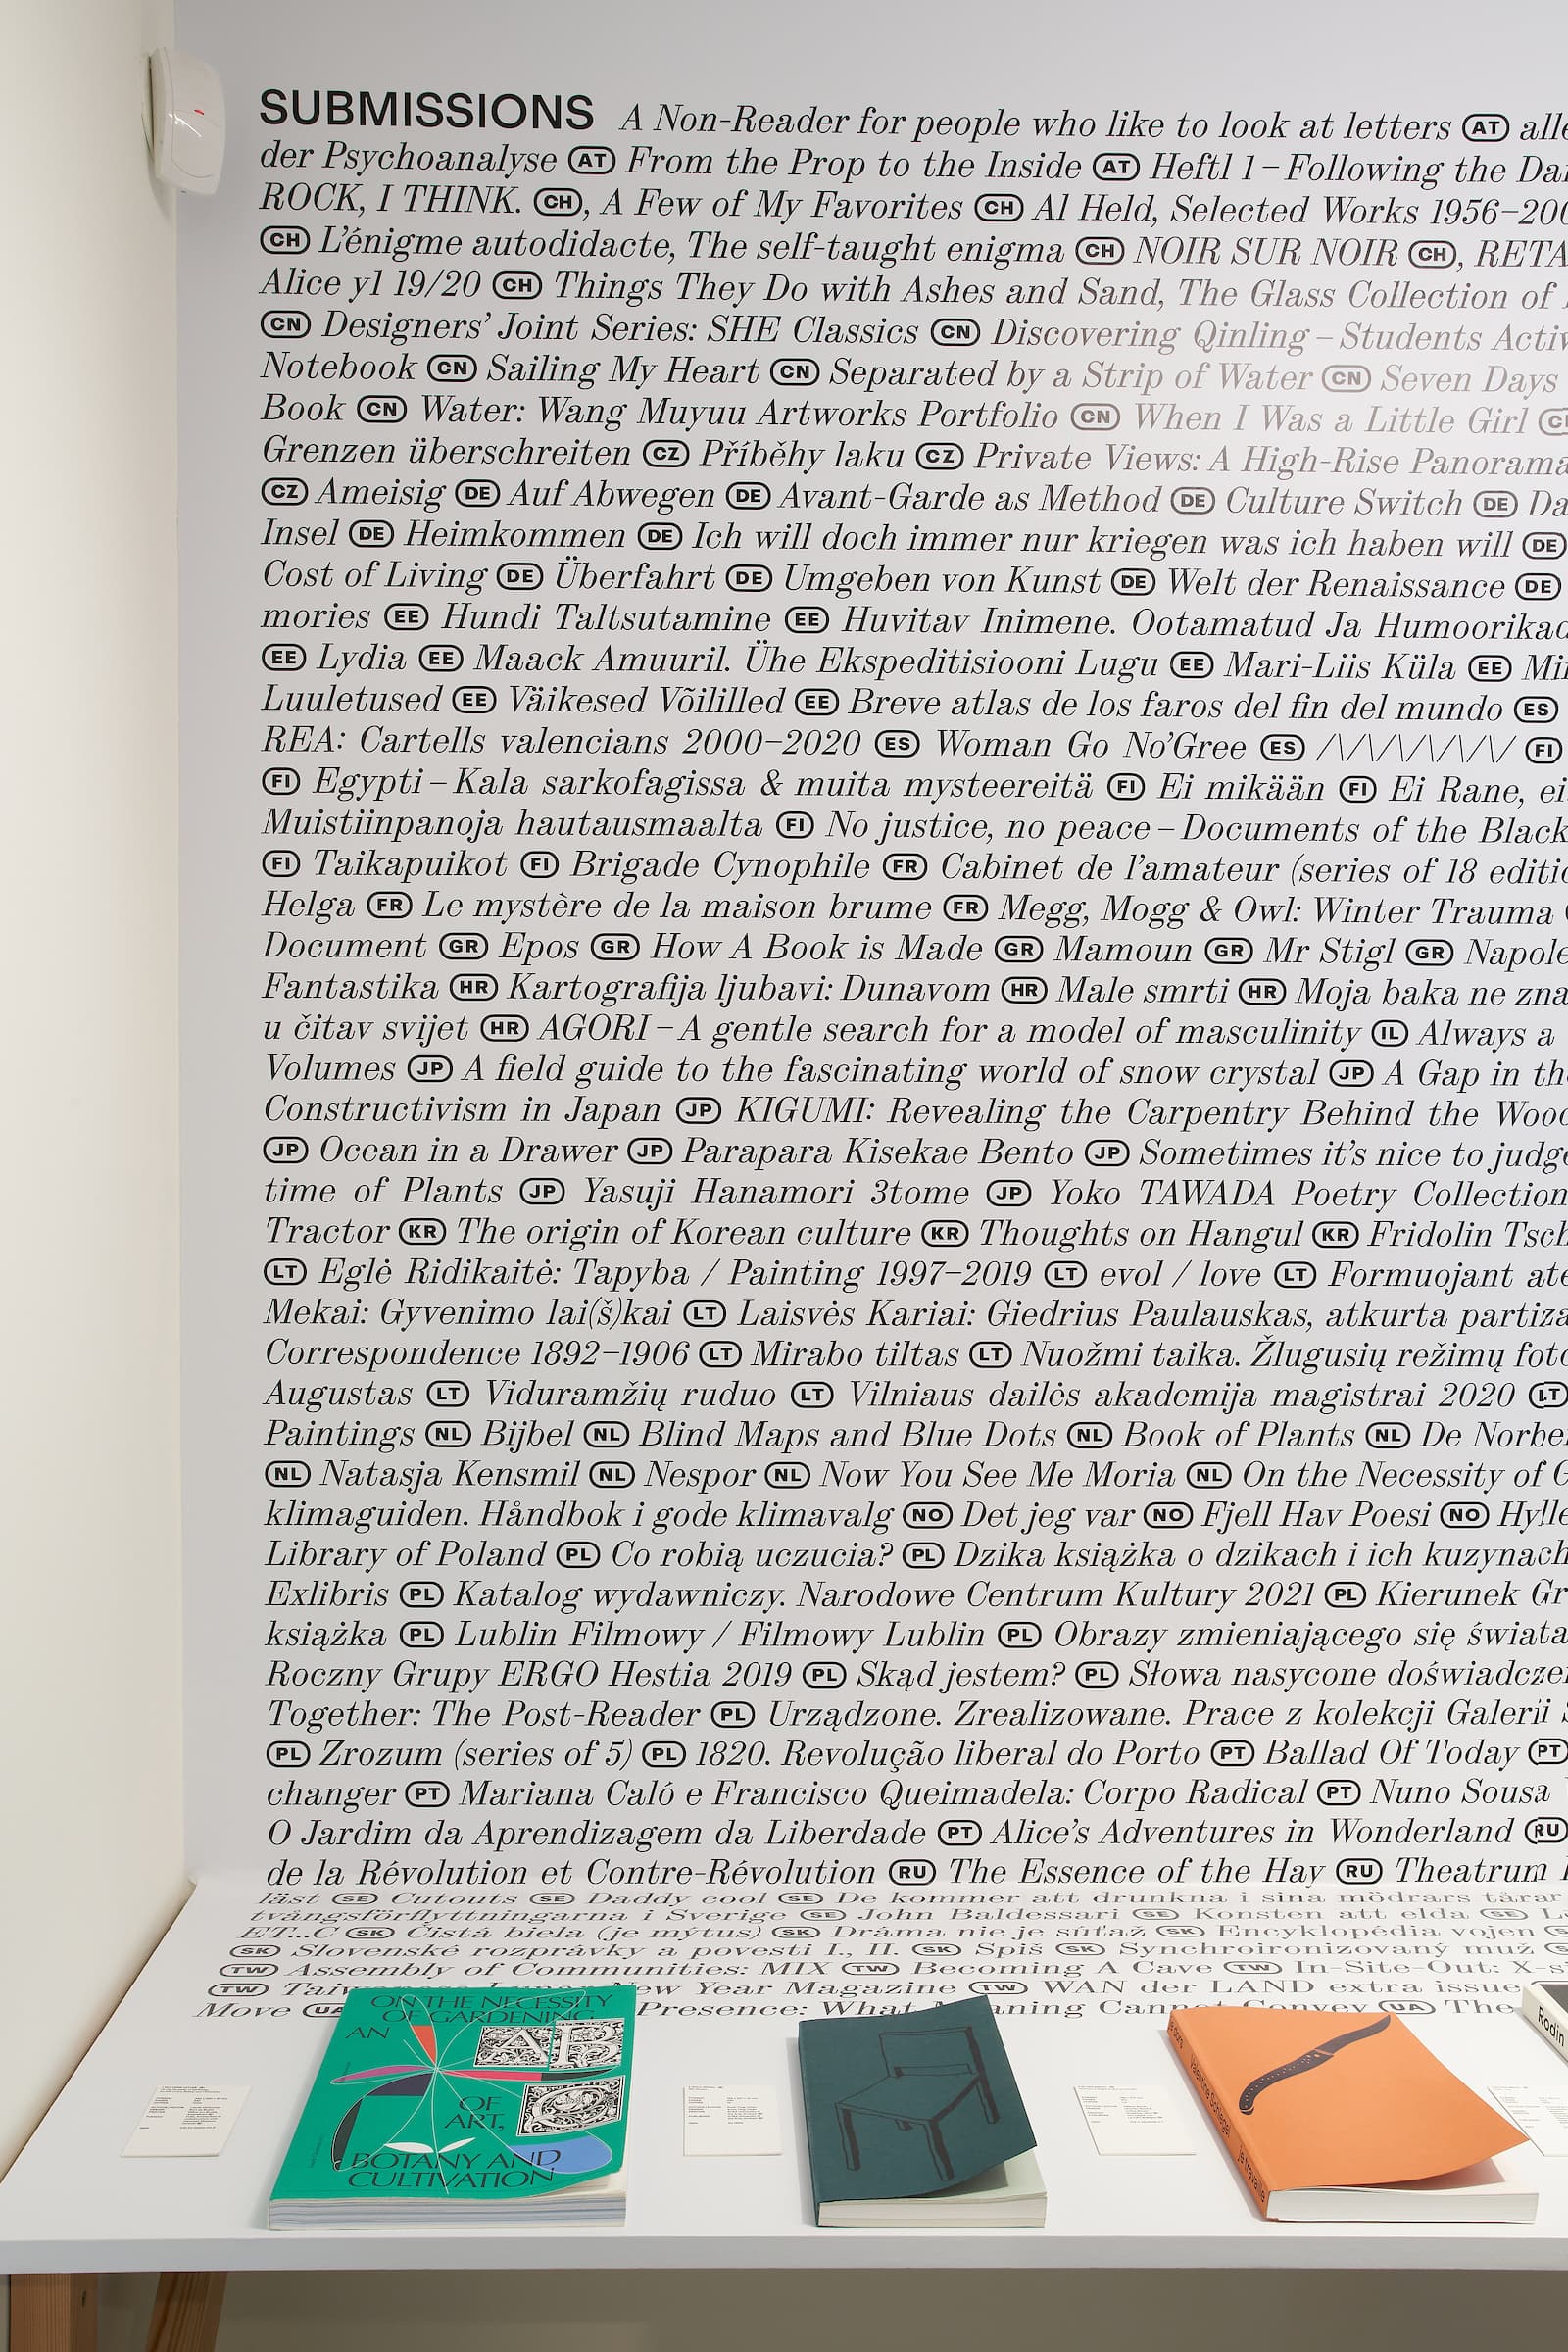 SUBMISSIONS A Non-Reader for people who like to look at letters AT
der Psychoanalyse AT From the Prop to the Inside AT Heftl 1 – Following the
ROCK, I THINK. CH, A Few of My Favorites CH Al Held, Selected Works
CH L’énigme autodidacte, The self-taught enigma CH NOIR SUR NOIR CH,
Alice y1 19/20 CH Things They Do with Ashes and Sand, The Glass Collection of
CN Designers’ Joint Series: SHE Classics CN Discovering Qinling – Students
Notebook CN Sailing My Heart CN Separated by a Strip of Water CN Seven Days
Book CN Water: Wang Muyuu Artworks Portfolio CN When I Was a Little Girl
Grenzen überschreiten CZ Příběhy laku CZ Private Views: A High-Rise Panorama
CZ Ameisig DE Auf Abwegen DE Avant-Garde as Method DE Culture Switch DE
Insel DE Heimkommen DE Ich will doch immer nur kriegen was ich haben will DE
Cost of Living DE Überfahrt DE Umgeben von Kunst DE Welt der Renaissance DE
mories EE Hundi Taltsutamine EE Huvitav Inimene. Ootamatud Ja
EE Lydia EE Maack Amuuril. Ühe Ekspeditisiooni Lugu EE Mari-Liis Küla EE
Luuletused EE Väikesed Võililled EE Breve atlas de los faros del fin del mundo ES
REA: Cartells valencians 2000–2020 ES Woman Go No’Gree ES /\/\/\/\/\/\/ FI
FI Egypti – Kala sarkofagissa & muita mysteereitä FI Ei mikään FI Ei Rane,
Muistiinpanoja hautausmaalta FI No justice, no peace – Documents of the Black
FI Taikapuikot FI Brigade Cynophile FR Cabinet de l’amateur (series of 18
Helga FR Le mystère de la maison brume FR Megg, Mogg & Owl: Winter Trauma
Document GR Epos GR How A Book is Made GR Mamoun GR Mr Stigl GR
Fantastika HR Kartografija ljubavi: Dunavom HR Male smrti HR Moja baka ne
u čitav svijet HR AGORI – A gentle search for a model of masculinity IL Always a
Volumes JP A field guide to the fascinating world of snow crystal JP A Gap in
Constructivism in Japan JP KIGUMI: Revealing the Carpentry Behind the
JP Ocean in a Drawer JP Parapara Kisekae Bento JP Sometimes it’s nice to
time of Plants JP Yasuji Hanamori 3tome JP Yoko TAWADA Poetry Collection
Tractor KR The origin of Korean culture KR Thoughts on Hangul KR Fridolin
LT Eglė Ridikaitė: Tapyba / Painting 1997–2019 LT evol / love LT Formuojant
Mekai: Gyvenimo lai(š)kai LT Laisvės Kariai: Giedrius Paulauskas, atkurta
Correspondence 1892–1906 LT Mirabo tiltas LT Nuožmi taika. Žlugusių režimų
Augustas LT Viduramžių ruduo LT Vilniaus dailės akademija magistrai 2020 LT
Paintings NL Bijbel NL Blind Maps and Blue Dots NL Book of Plants NL De
NL Natasja Kensmil NL Nespor NL Now You See Me Moria NL On the Necessity of
klimaguiden. Håndbok i gode klimavalg NO Det jeg var NO Fjell Hav Poesi NO
Library of Poland PL Co robią uczucia? PL Dzika książka o dzikach i ich kuzynach
Exlibris PL Katalog wydawniczy. Narodowe Centrum Kultury 2021 PL Kierunek
książka PL Lublin Filmowy / Filmowy Lublin PL Obrazy zmieniającego się świata
Roczny Grupy ERGO Hestia 2019 PL Skąd jestem? PL Słowa nasycone
Together: The Post-Reader PL Urządzone. Zrealizowane. Prace z kolekcji Galerii
PL Zrozum (series of 5) PL 1820. Revolução liberal do Porto PT Ballad Of Today PT
changer PT Mariana Caló e Francisco Queimadela: Corpo Radical PT Nuno Sousa
O Jardim da Aprendizagem da Liberdade PT Alice’s Adventures in Wonderland RU
de la Révolution et Contre-Révolution RU The Essence of the Hay RU Theatrum
låst SE Cutouts SE Daddy cool SE De kommer att drunkna i sina mödrars tårar
tvångsförflyttningarna i Sverige SE John Baldessari SE Konsten att elda SE
ET...C SK Čistá biela (je mýtus) SK Dráma nie je súťaž SK Encyklopédia vojen
SK Slovenské rozprávky a povesti I., II. SK Spiš SK Synchroironizovaný muž
TW Assembly of Communities: MIX TW Becoming A Cave TW In-Site-Out:
TW New Year Magazine TW WAN der LAND extra issue
Move UA Presence: What Cannot Convey UA The
ON THE NECESSITY
OF GARDENING
AN
A B
C
OF
ART,
BOTANY AND
CULTIVATION
Rodin